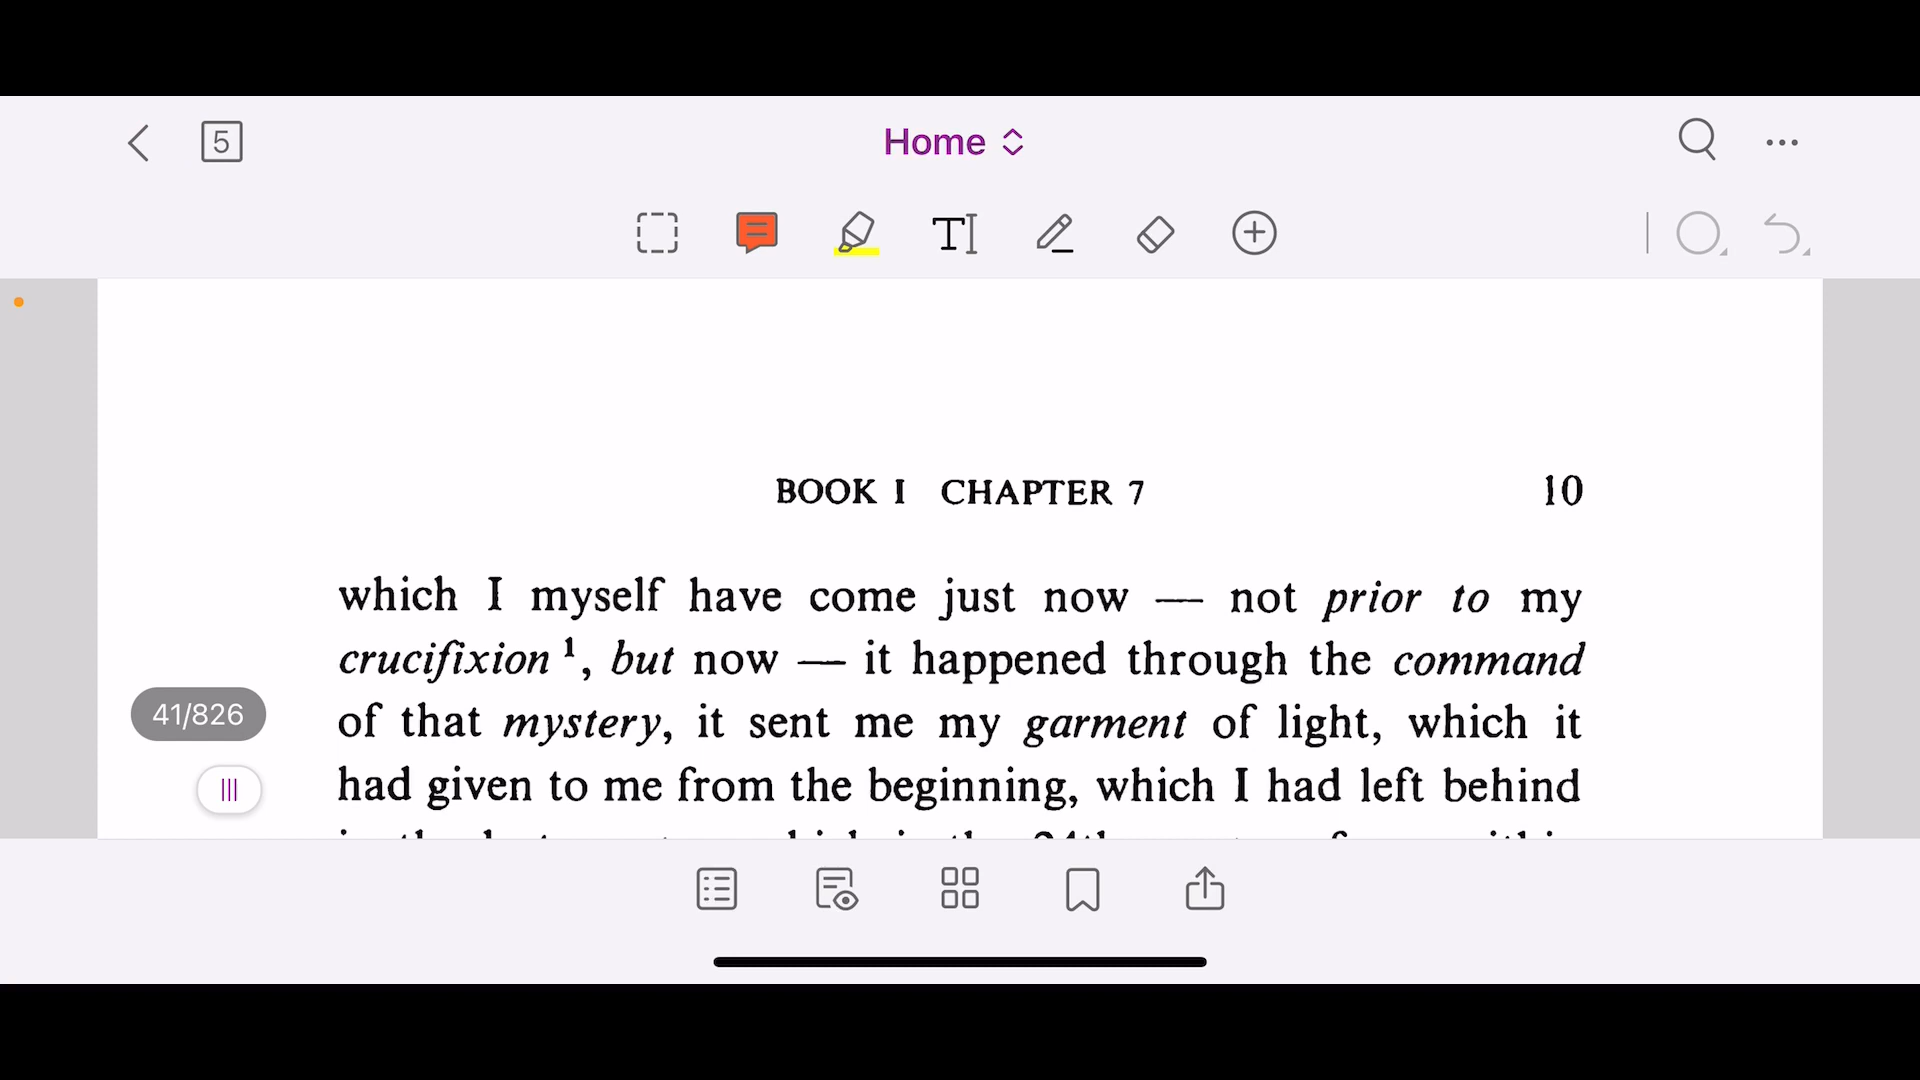 5
Home
BOOK I CHAPTER 7 10
which I myself have come just now — not prior to my
crucifixion ¹, but now — it happened through the command
41/826
of that mystery, it sent me my garment of light, which it
had given to me from the beginning, which I had left behind